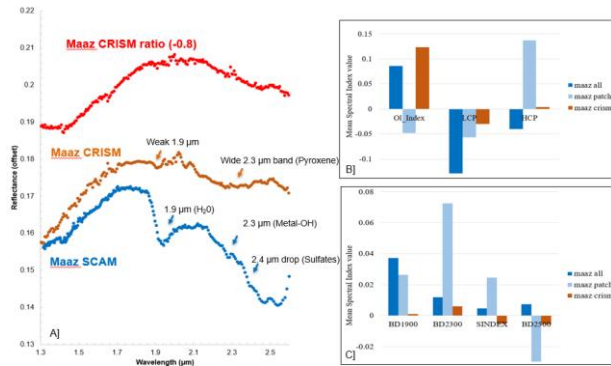 0.22
0.21
0.2
0.19
0.18
0.17
0.16
0.15
0.14
0.13
Reflectance (offset)
Maaz CRISM ratio (-0.8)
Weak 1.9 µm
Maaz CRISM
Wide 2.3 µm band (Pyroxene)
1.9 µm (H₂0)
2.3 µm (Metal-OH)
Maaz SCAM
2.4 µm drop (Sulfates)
A]
1.3 1.5 1.7 1.9 2.1 2.3 2.5
Wavelength (µm)
Mean Spectral Index value
0.15
0.1
0.05
0
-0.05
-0.1
Ol_Index LCP HCP
maaz all
maaz patch
maaz crism
B]
Mean Spectral Index value
0.08
0.06
0.04
0.02
0
-0.02
BD1900 BD2300 SINDEX BD2500
maaz all
maaz patch
maaz crism
C]